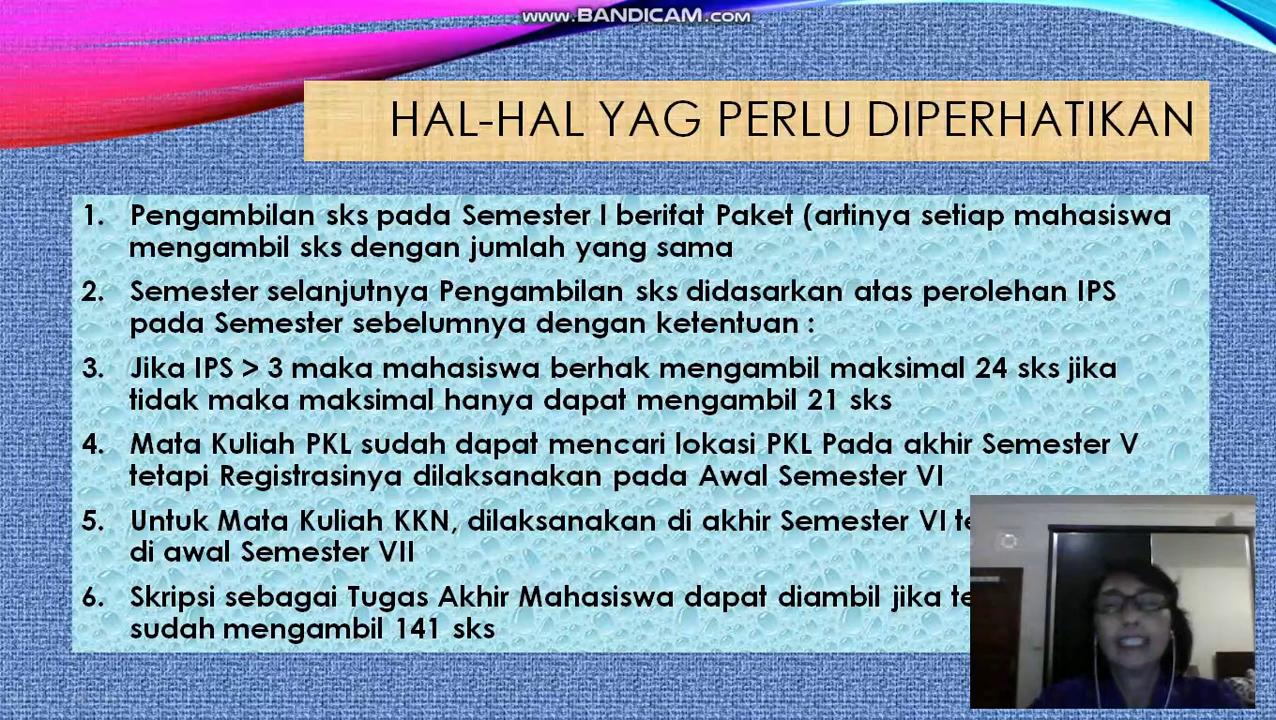 www.BANDICAM.com
HAL-HAL YAG PERLU DIPERHATIKAN
1. Pengambilan sks pada Semester I berifat Paket (artinya setiap mahasiswa
mengambil sks dengan jumlah yang sama
2. Semester selanjutnya Pengambilan sks didasarkan atas perolehan IPS
pada Semester sebelumnya dengan ketentuan :
3. Jika IPS > 3 maka mahasiswa berhak mengambil maksimal 24 sks jika
tidak maka maksimal hanya dapat mengambil 21 sks
4. Mata Kuliah PKL sudah dapat mencari lokasi PKL Pada akhir Semester V
tetapi Registrasinya dilaksanakan pada Awal Semester VI
5. Untuk Mata Kuliah KKN, dilaksanakan di akhir Semester VI
di awal Semester VII
6. Skripsi sebagai Tugas Akhir Mahasiswa dapat diambil jika
sudah mengambil 141 sks